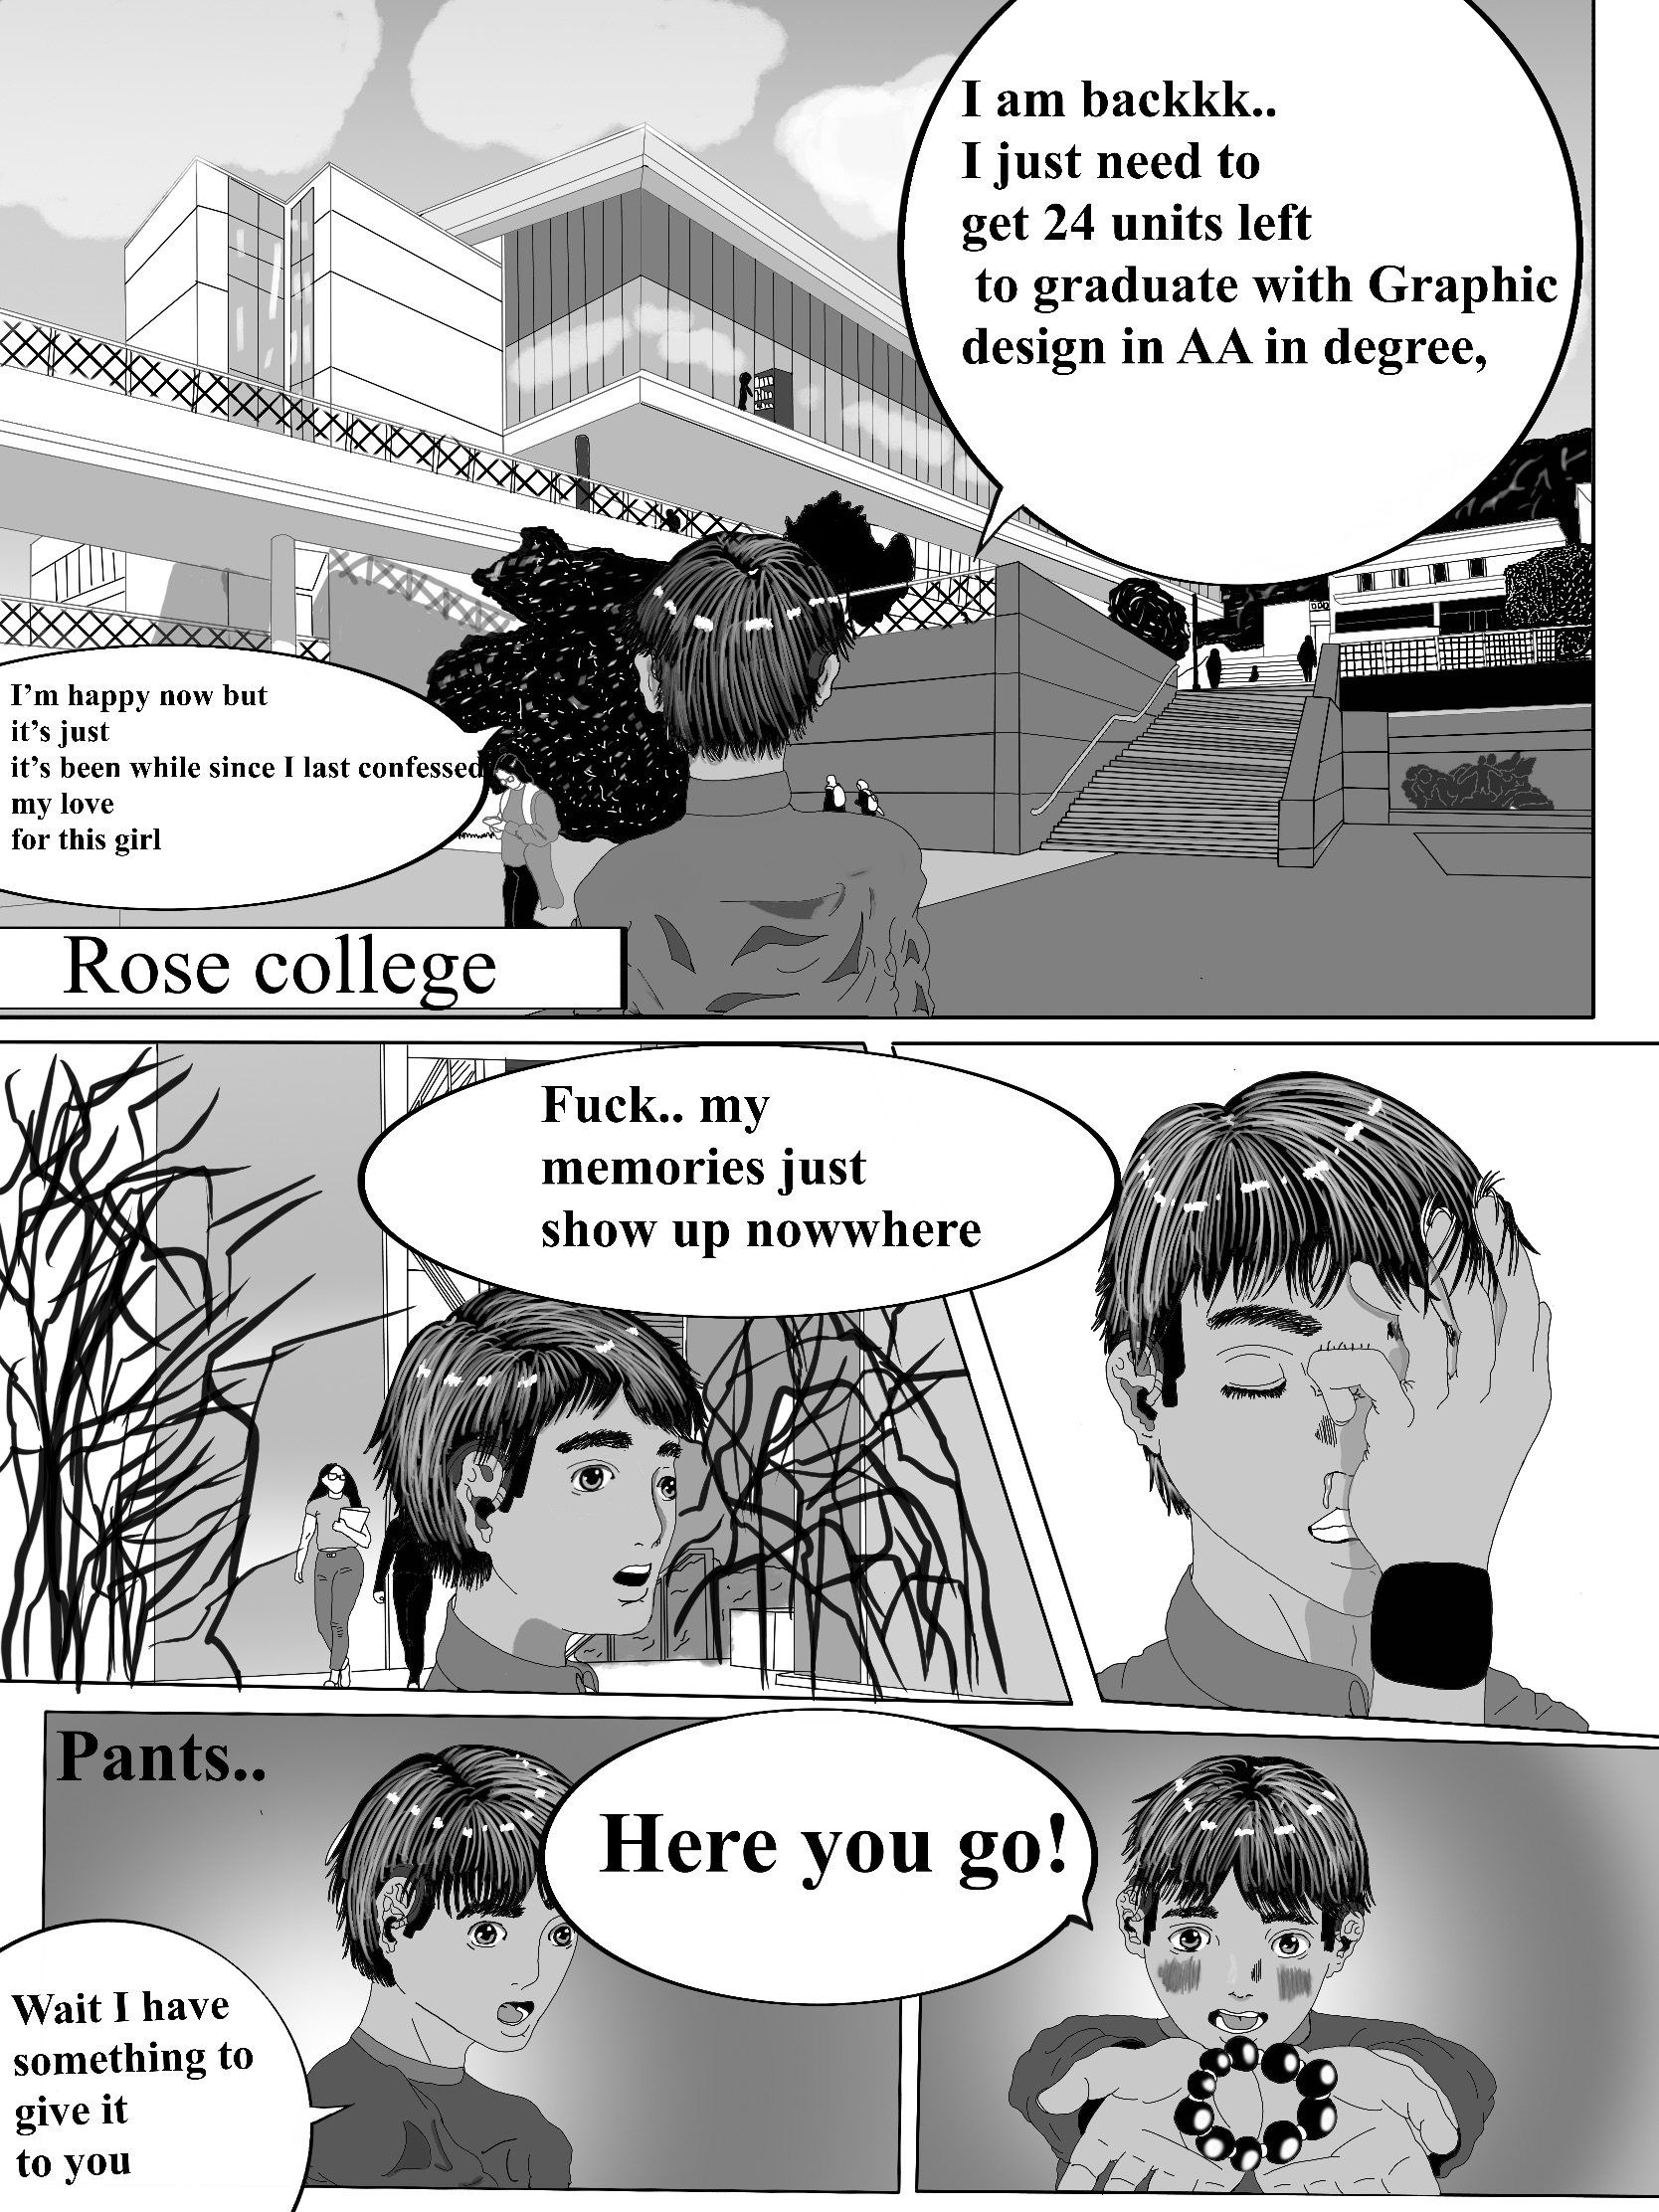 I am backkk..
I just need to
get 24 units left
to graduate with Graphic
design in AA in degree,
I'm happy now but
it's just
it's been while since I last confessed
my love
for this girl
Rose college
Fuck.. my
memories just
show up nowwhere
Pants..
Here you go!
Wait I have
something to
give it
to you